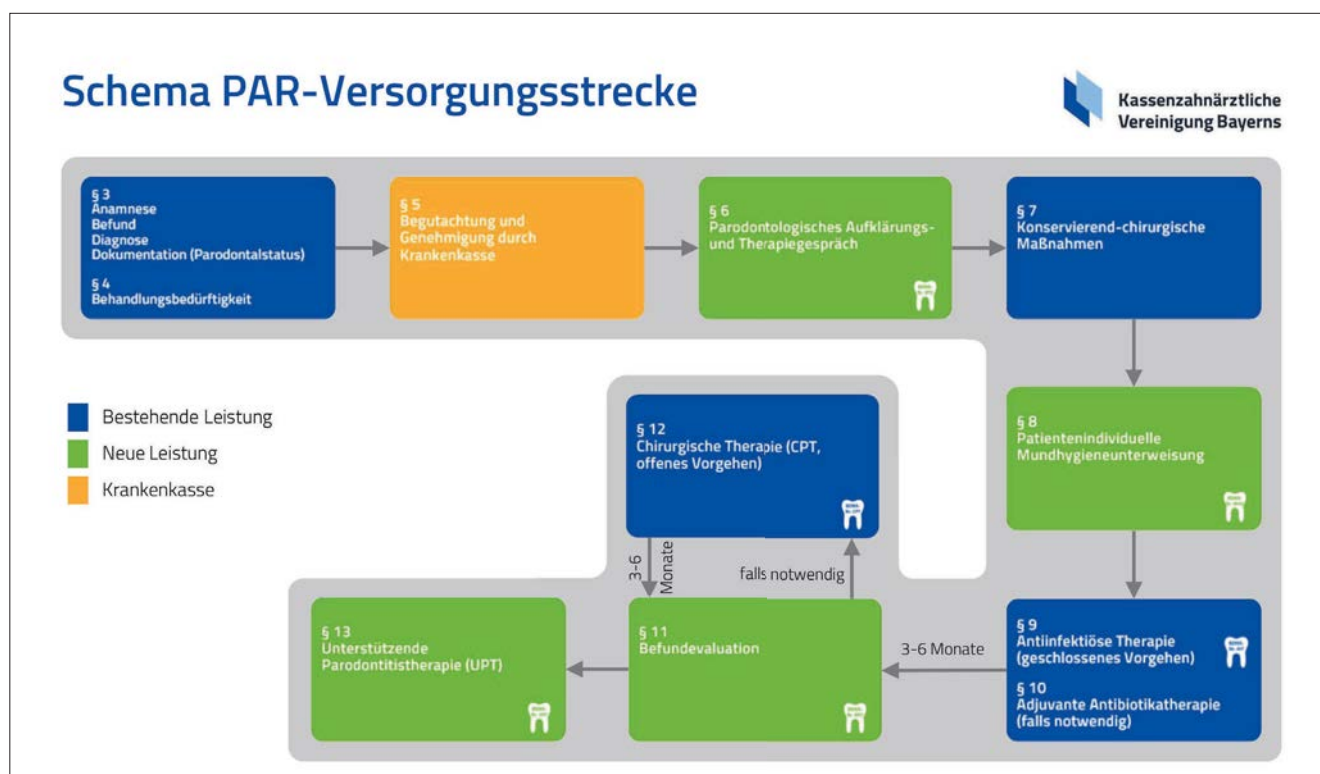 Schema PAR-Versorgungsstrecke
Kassenzahnärztliche
Vereinigung Bayerns
§ 3
Anamnese
Befund
Diagnose
Dokumentation (Parodontalstatus)
§ 4
Behandlungsbedürftigkeit
§ 5
Begutachtung und
Genehmigung durch
Krankenkasse
§ 6
Parodontologisches Aufklärungs-
und Therapiegespräch
§ 7
Konservierend-chirurgische
Maßnahmen
Bestehende Leistung
Neue Leistung
Krankenkasse
§ 12
Chirurgische Therapie (CPT,
offenes Vorgehen)
§ 8
Patientenindividuelle
Mundhygieneunterweisung
3-6
Monate
falls notwendig
§ 13
Unterstützende
Parodontitistherapie (UPT)
§ 11
Befundevaluation
3-6 Monate
§ 9
Antiinfektiöse Therapie
(geschlossenes Vorgehen)
§ 10
Adjuvante Antibiotikatherapie
(falls notwendig)